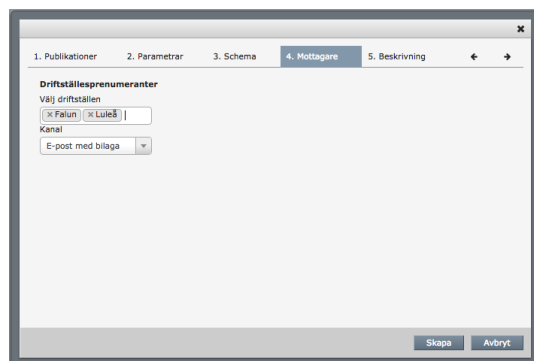 1. Publikationer 2. Parametrar 3. Schema 4. Mottagare 5. Beskrivning
Driftställesprenumeranter
Välj driftställen
Falun Luleå
Kanal
E-post med bilaga
Skapa Avbryt